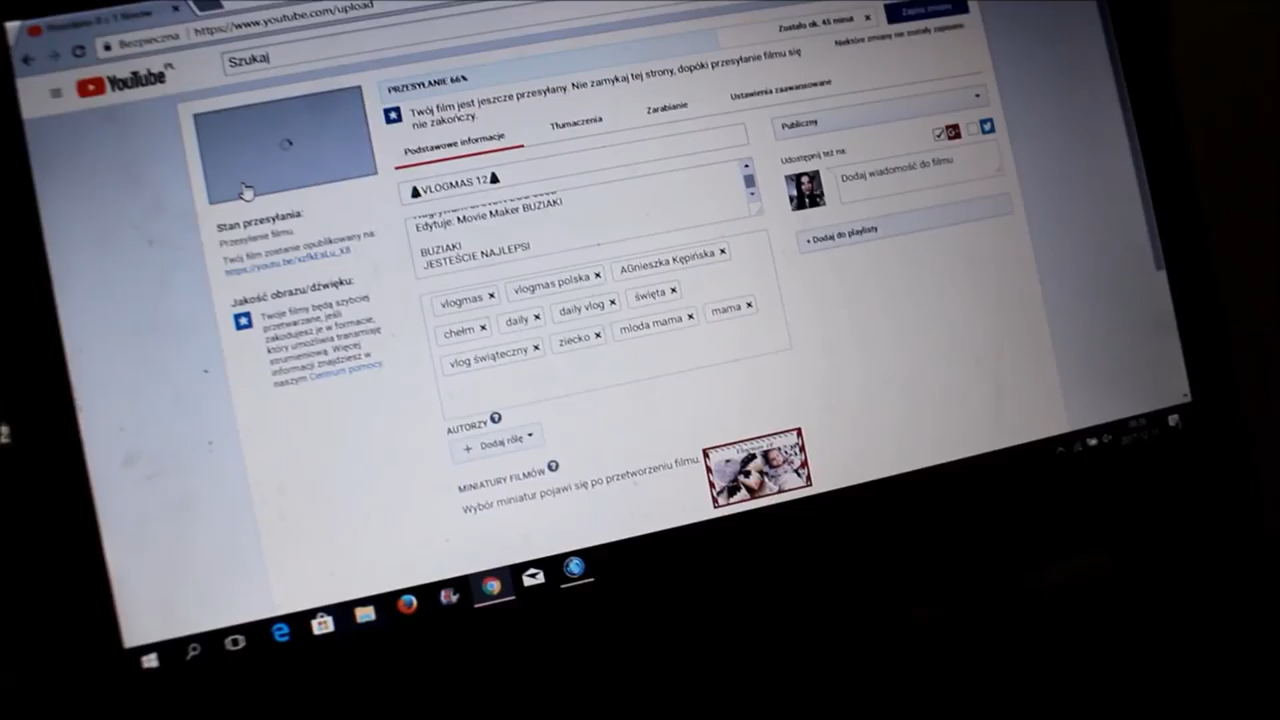 https://www.youtube.com/upload
Bezpieczna
YouTube PL
Szukaj
PRZESYŁANIE 66%
Zostało ok. 45 minut
Zapisz zmiany
Niektóre zmiany nie zostały zapisane.
Twój film jest jeszcze przesyłany. Nie zamykaj tej strony, dopóki przesyłanie filmu się
nie zakończy.
Podstawowe informacje
Tłumaczenia
Zarabianie
Ustawienia zaawansowane
VLOGMAS 12
Edytuje: Movie Maker BUZIAKI
BUZIAKI
JESTEŚCIE NAJLEPSI
Publiczny
Udostępnij też na:
Dodaj wiadomość do filmu
+ Dodaj do playlisty
Stan przesyłania:
Przesyłanie filmu.
Twój film zostanie opublikowany na:
Jakość obrazu/dźwięku:
Twoje filmy będą szybciej
przetwarzane, jeśli
zakodujesz je w formacie,
który umożliwia transmisję
strumieniową. Więcej
informacji znajdziesz w
naszym Centrum pomocy.
vlogmas
vlogmas polska
AGnieszka Kępińska
chełm
daily
daily vlog
święta
vlog świąteczny
ziecko
mloda mama
mama
AUTORZY
+ Dodaj rolę
MINIATURY FILMÓW
Wybór miniatur pojawi się po przetworzeniu filmu.